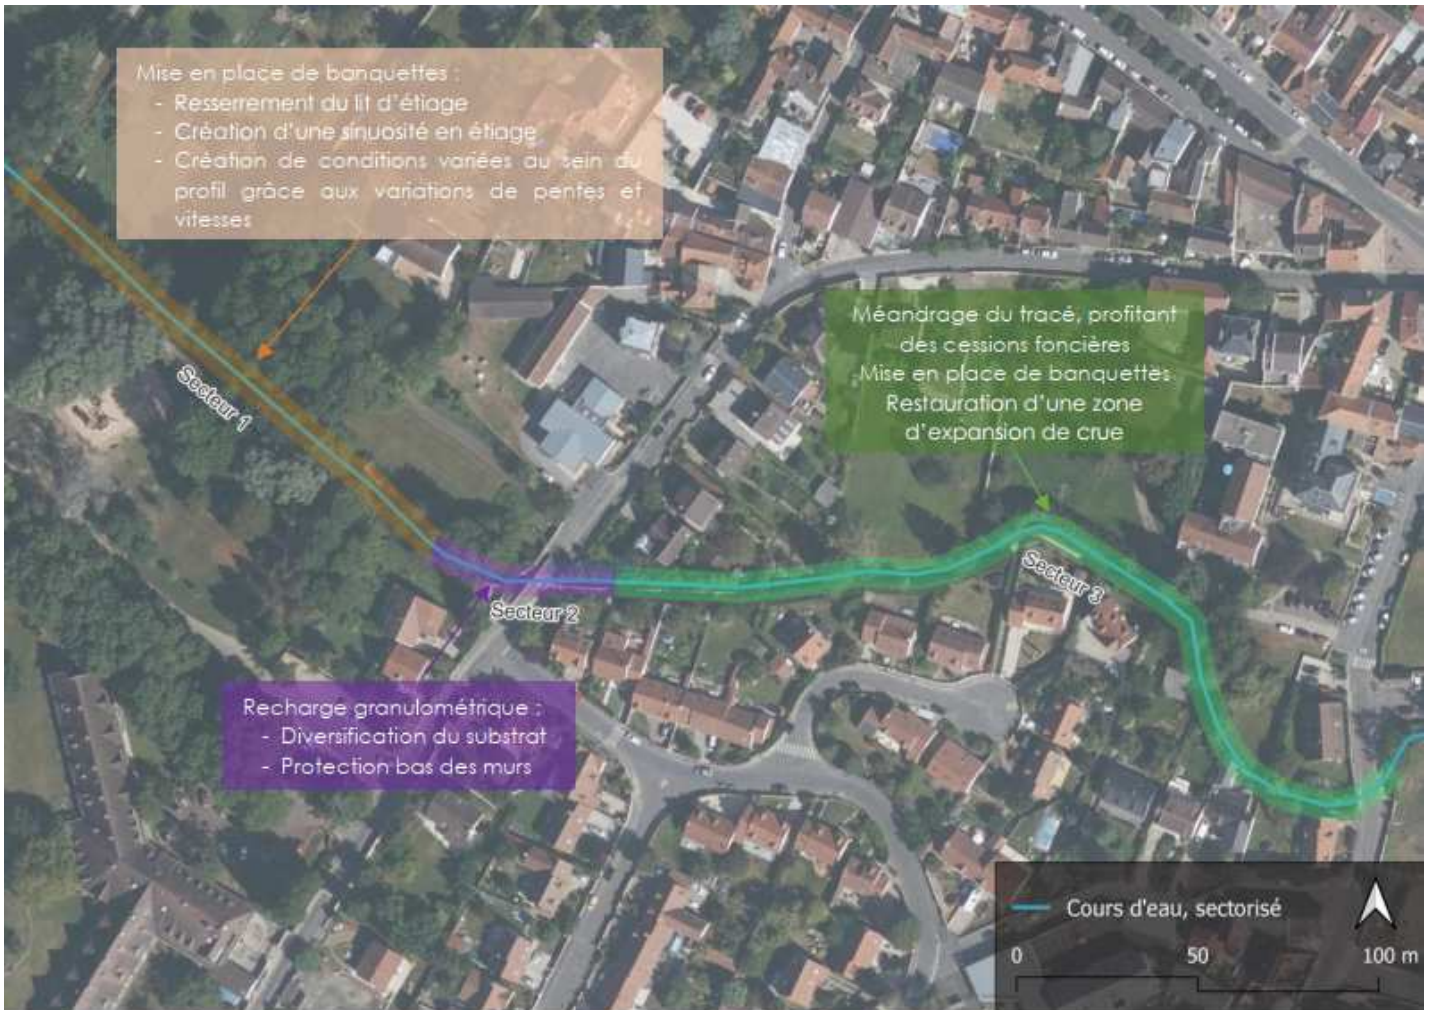 Mise en place de banquettes :
- Resserrement du lit d'étiage
- Création d'une sinuosité en étiage
- Création de conditions variées au sein du
profil grâce aux variations de pentes et
vitesses
Méandrage du tracé, profitant
des cessions foncières
Mise en place de banquettes
Restauration d'une zone
d'expansion de crue
Secteur 1
Secteur 3
Secteur 2
Recharge granulométrique :
- Diversification du substrat
- Protection bas des murs
Cours d'eau, sectorisé
0 50 100 m